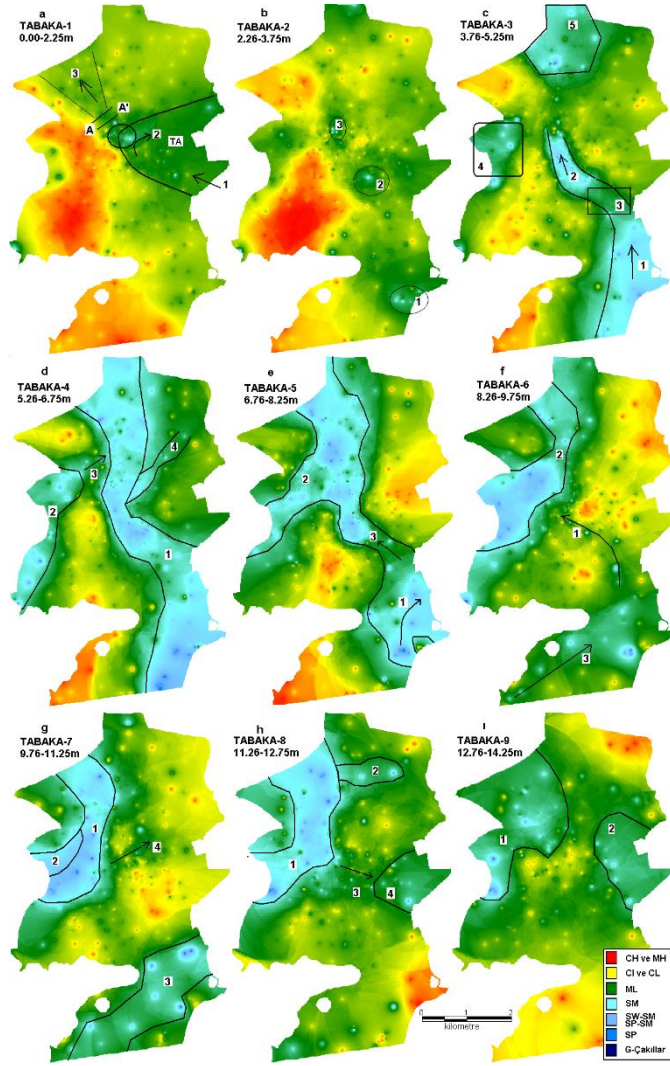 a
TABAKA-1
0.00-2.25m
3
A'
A
2
TA
1
b
TABAKA-2
2.26-3.75m
3
2
1
c
TABAKA-3
3.76-5.25m
5
4
2
3
1
d
TABAKA-4
5.26-6.75m
4
3
2
1
e
TABAKA-5
6.76-8.25m
2
3
1
f
TABAKA-6
8.26-9.75m
2
1
3
g
TABAKA-7
9.76-11.25m
1
2
4
3
h
TABAKA-8
11.26-12.75m
2
1
3
4
ı
TABAKA-9
12.76-14.25m
1
2
CH ve MH
CI ve CL
ML
SM
SW-SM
SP-SM
SP
G-Çakıllar
0 1 2
kilometre